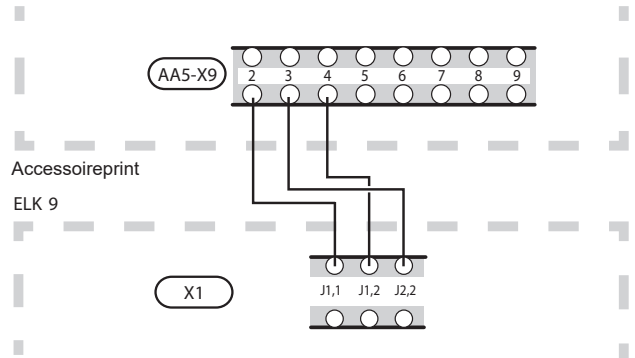 AA5-X9
2 3 4 5 6 7 8 9
Accessoireprint
ELK 9
X1
J1,1 J1,2 J2,2